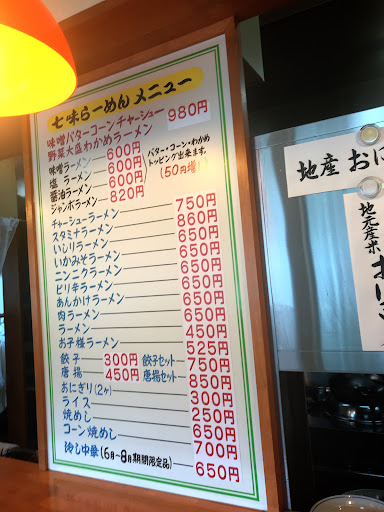 七味らーめんメニュー
味噌バターコーンチャーシュー
野菜大盛わかめラーメン 980円
味噌ラーメン 600円
塩 ラーメン 600円
醤油ラーメン 600円
ジャンボラーメン 820円
バター・コーン・わかめ
トッピング出来ます。
(50円増)
チャーシューラーメン 750円
スタミナラーメン 860円
いしりラーメン 650円
いかみそラーメン 650円
ニンニクラーメン 650円
ピリ辛ラーメン 650円
あんかけラーメン 650円
肉ラーメン 650円
ラーメン 450円
お子様ラーメン 525円
餃子 300円 餃子セット 750円
唐揚 450円 唐揚セット 850円
おにぎり(2ヶ) 300円
ライス 250円
焼めし 650円
コーン焼めし 700円
冷し中華(6月〜8月期間限定品) 650円
地産 おに
地元産米